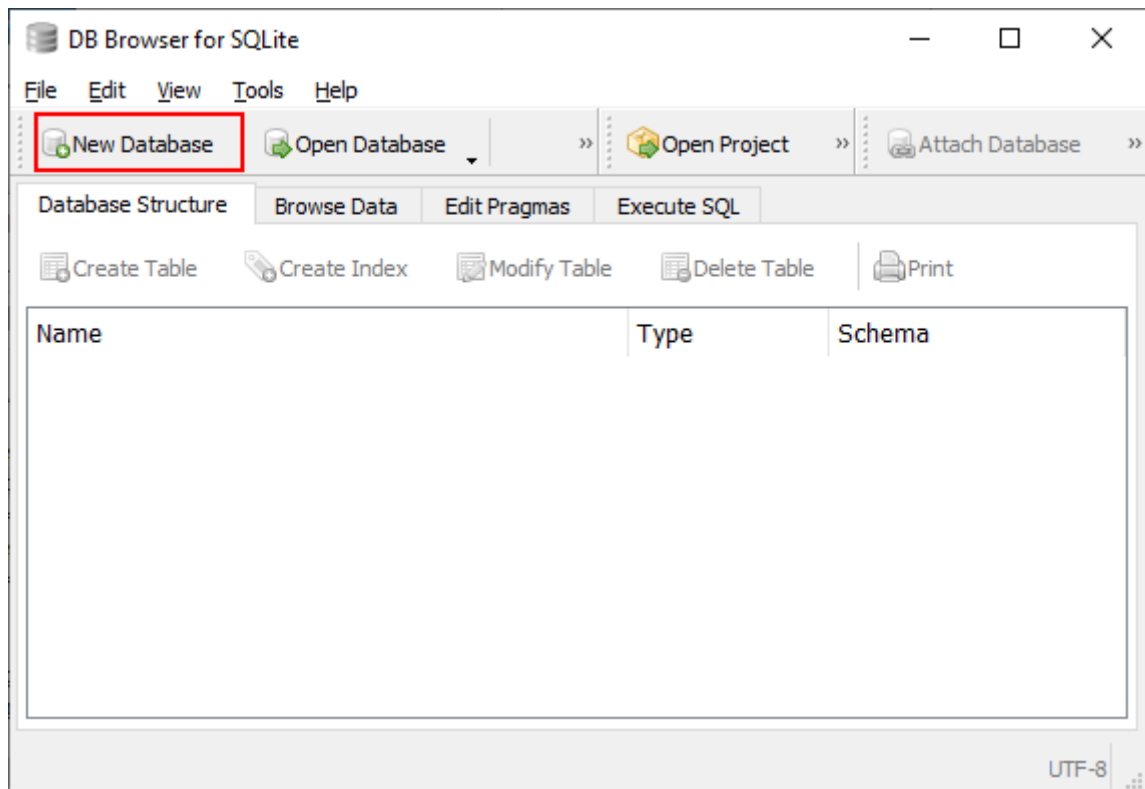 DB Browser for SQLite
File Edit View Tools Help
New Database Open Database » Open Project » Attach Database »
Database Structure Browse Data Edit Pragmas Execute SQL
Create Table Create Index Modify Table Delete Table Print
Name Type Schema
UTF-8